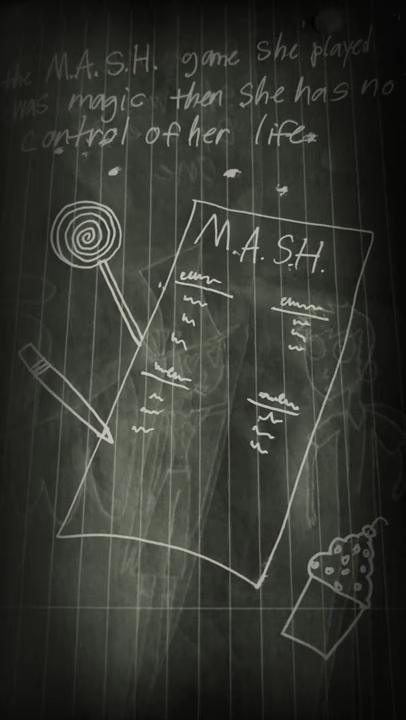 the M.A.S.H. game she played
was magic then she has no
control of her life
M.A.S.H.